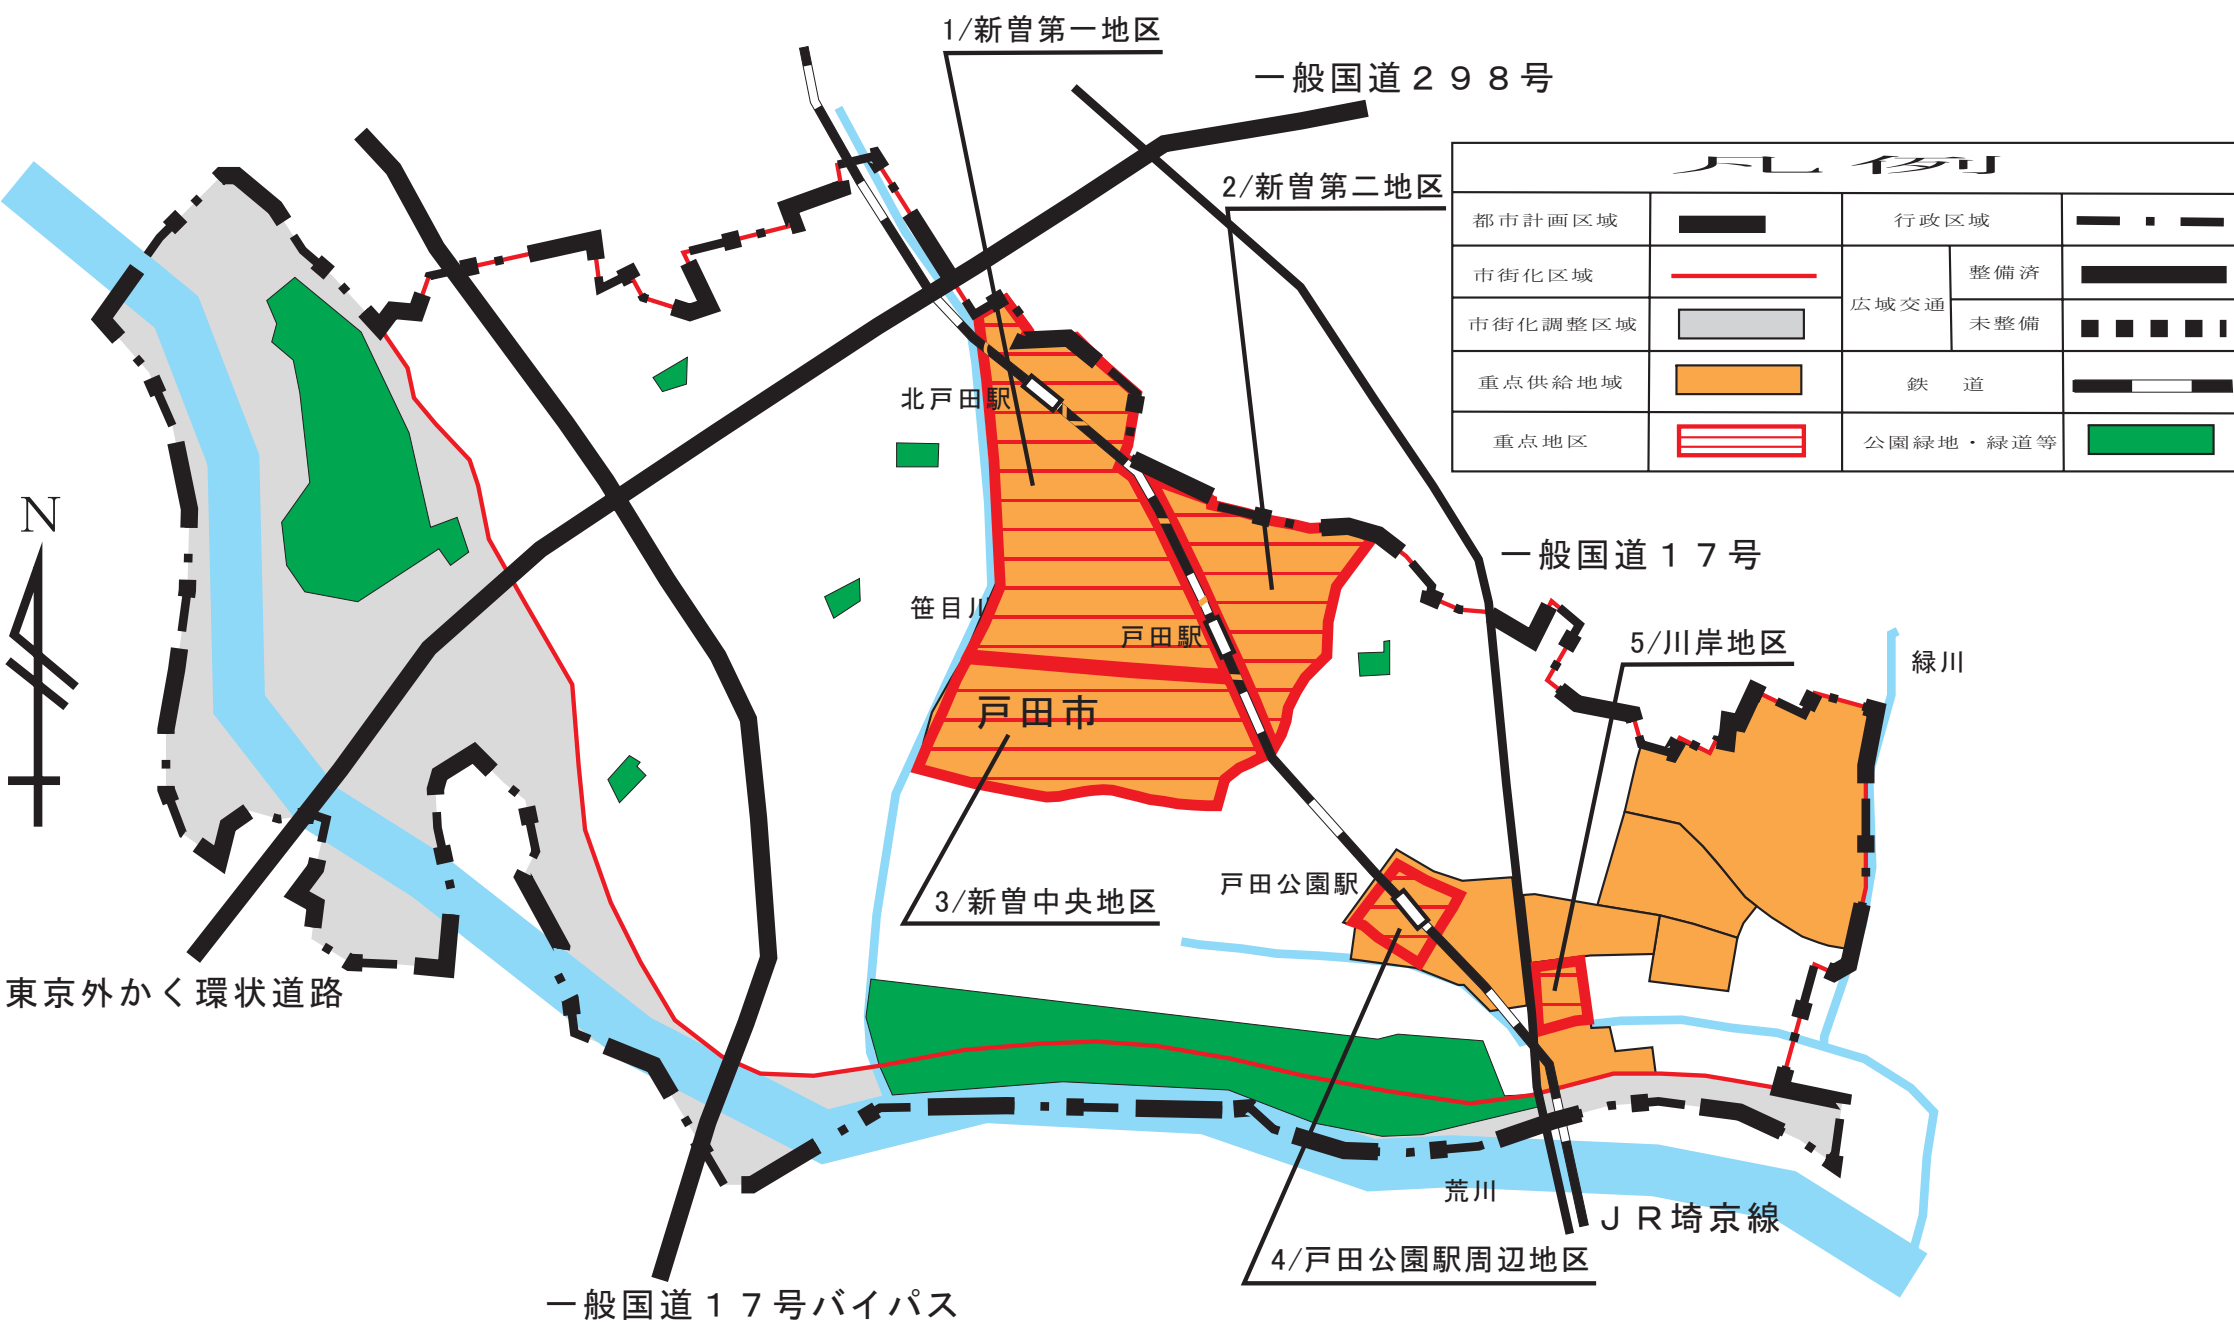 1/新曽第一地区
一般国道２９８号
2/新曽第二地区
凡例
都市計画区域
行政区域
市街化区域
広域交通
整備済
市街化調整区域
未整備
重点供給地域
鉄　道
重点地区
公園緑地・緑道等
N
北戸田駅
一般国道１７号
笹目川
戸田駅
5/川岸地区
緑川
戸田市
戸田公園駅
3/新曽中央地区
東京外かく環状道路
荒川
ＪＲ埼京線
4/戸田公園駅周辺地区
一般国道１７号バイパス